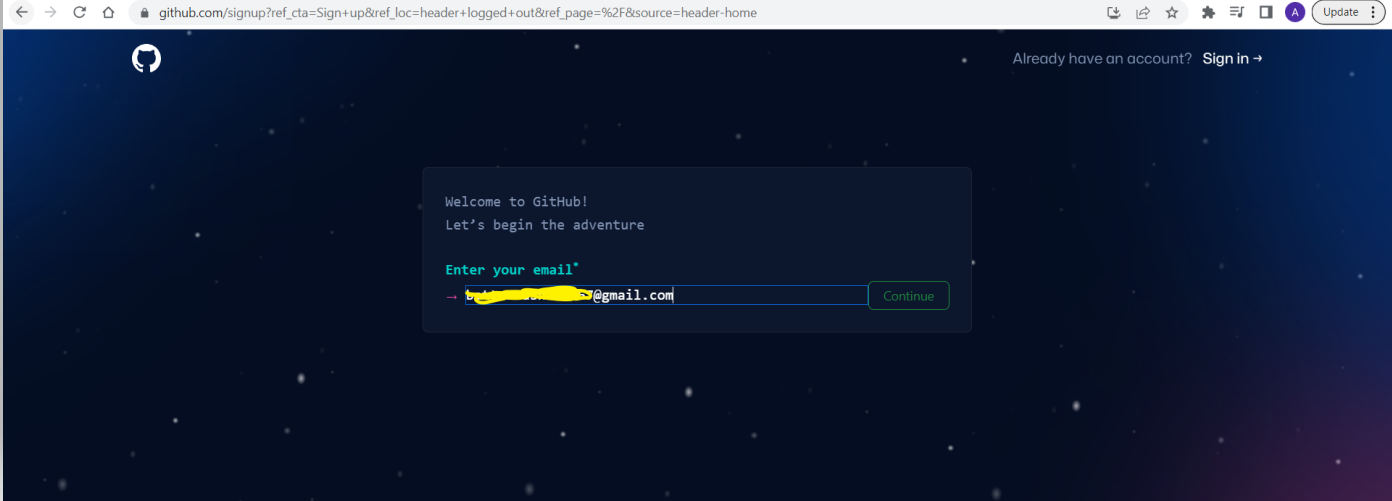 github.com/signup?ref_cta=Sign+up&ref_loc=header+logged+out&ref_page=%2F&source=header-home
A
Update
Already have an account? Sign in →
Welcome to GitHub!
Let’s begin the adventure
Enter your email*
→ @gmail.com
Continue